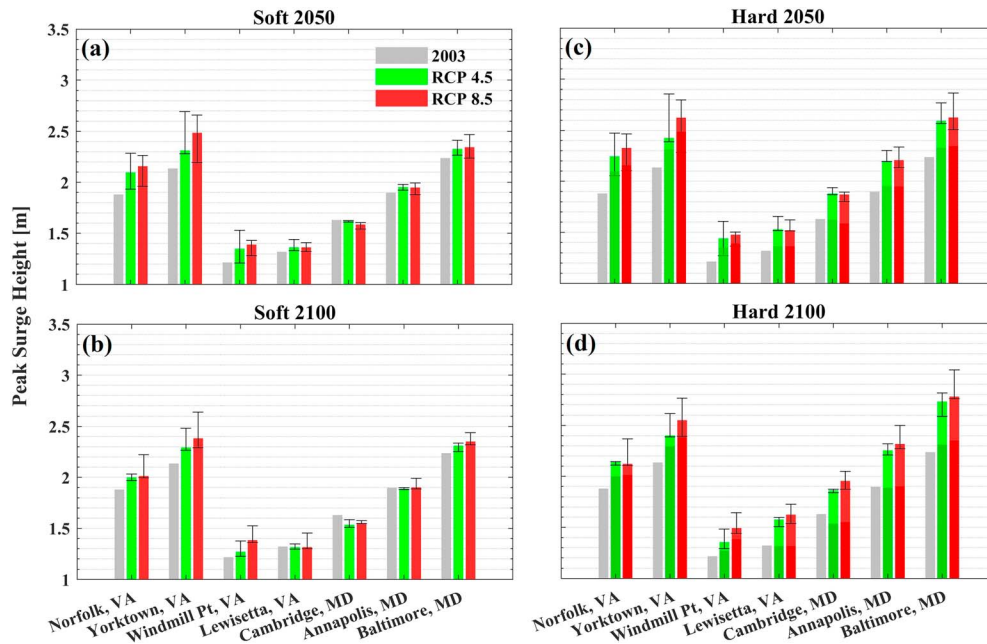 Soft 2050
Hard 2050
(a)
(c)
2003
RCP 4.5
RCP 8.5
3.5
3
2.5
2
1.5
1
Soft 2100
Hard 2100
(b)
(d)
3.5
3
2.5
2
1.5
1
Peak Surge Height [m]
Norfolk, VA
Yorktown, VA
Windmill Pt, VA
Lewisetta, VA
Cambridge, MD
Annapolis, MD
Baltimore, MD
Norfolk, VA
Yorktown, VA
Windmill Pt, VA
Lewisetta, VA
Cambridge, MD
Annapolis, MD
Baltimore, MD